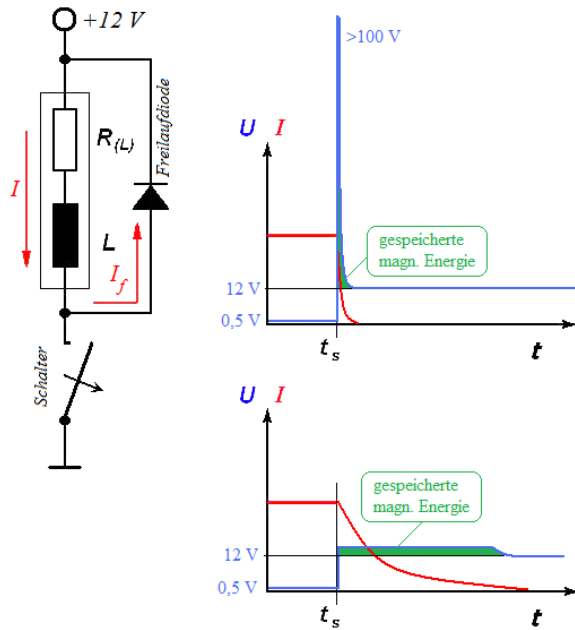 +12 V
R(L)
Freilaufdiode
I
L
If
Schalter
>100 V
U I
gespeicherte
magn. Energie
12 V
0,5 V
ts
t
U I
gespeicherte
magn. Energie
12 V
0,5 V
ts
t